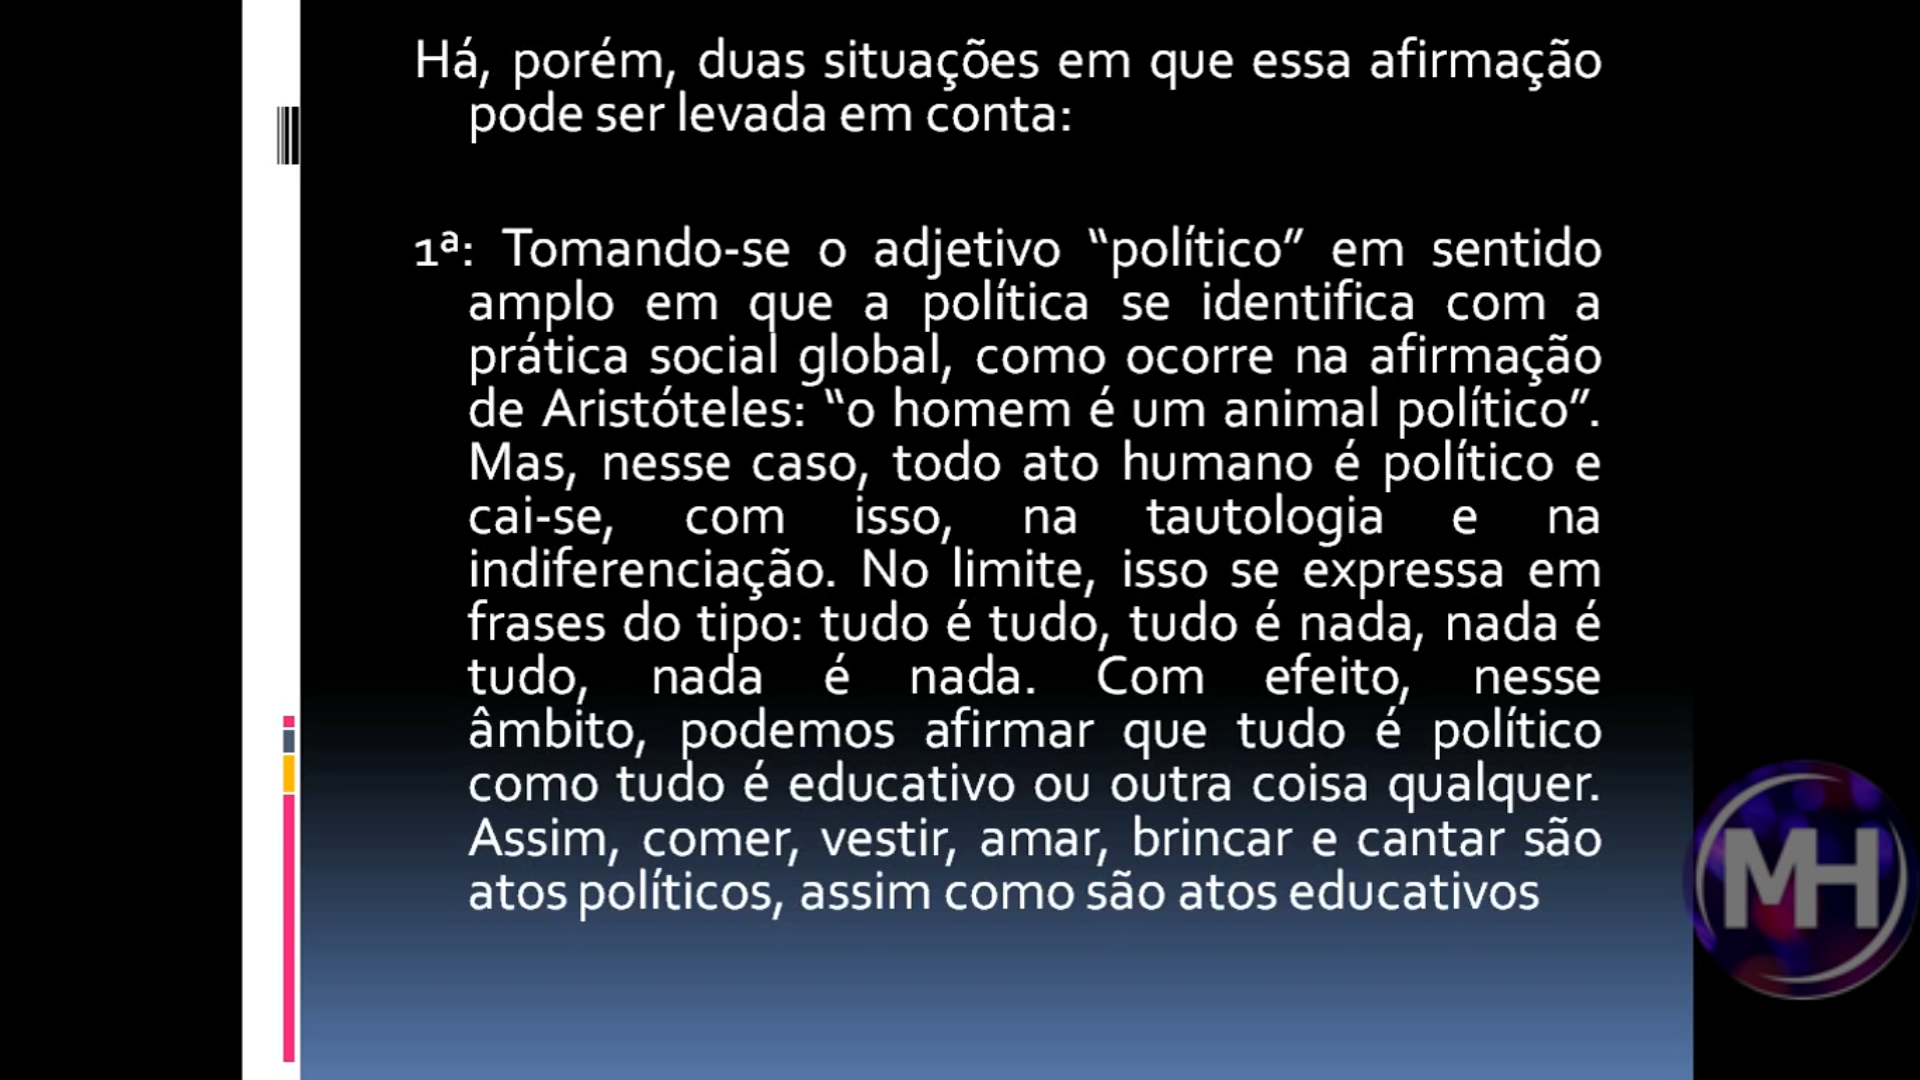 Há, porém, duas situações em que essa afirmação
pode ser levada em conta:
1ª: Tomando-se o adjetivo “político” em sentido
amplo em que a política se identifica com a
prática social global, como ocorre na afirmação
de Aristóteles: “o homem é um animal político”.
Mas, nesse caso, todo ato humano é político e
cai-se, com isso, na tautologia e na
indiferenciação. No limite, isso se expressa em
frases do tipo: tudo é tudo, tudo é nada, nada é
tudo, nada é nada. Com efeito, nesse
âmbito, podemos afirmar que tudo é político
como tudo é educativo ou outra coisa qualquer.
Assim, comer, vestir, amar, brincar e cantar são
atos políticos, assim como são atos educativos
MH